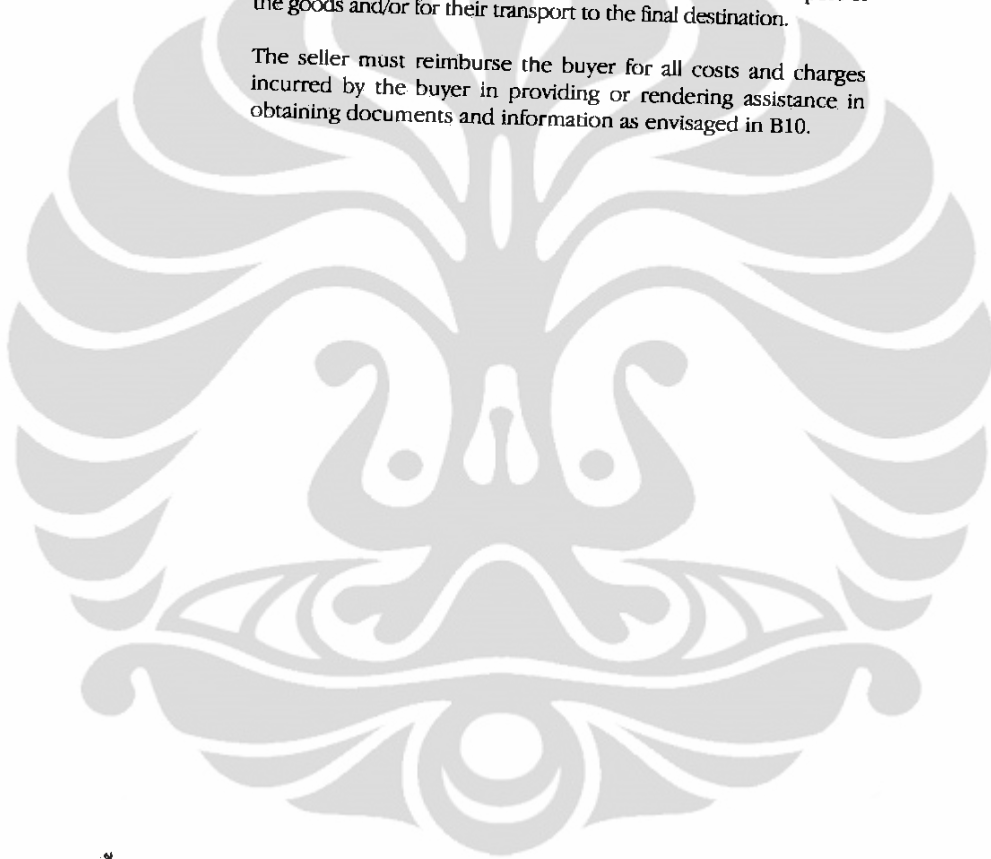 the goods and/or for their transport to the final destination.
The seller must reimburse the buyer for all costs and charges
incurred by the buyer in providing or rendering assistance in
obtaining documents and information as envisaged in B10.